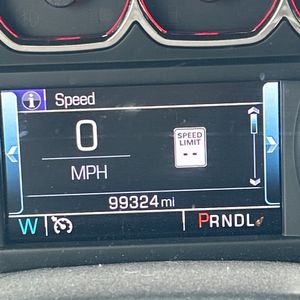 Speed
0
SPEED
LIMIT
--
MPH
99324 mi
W
PRNDL